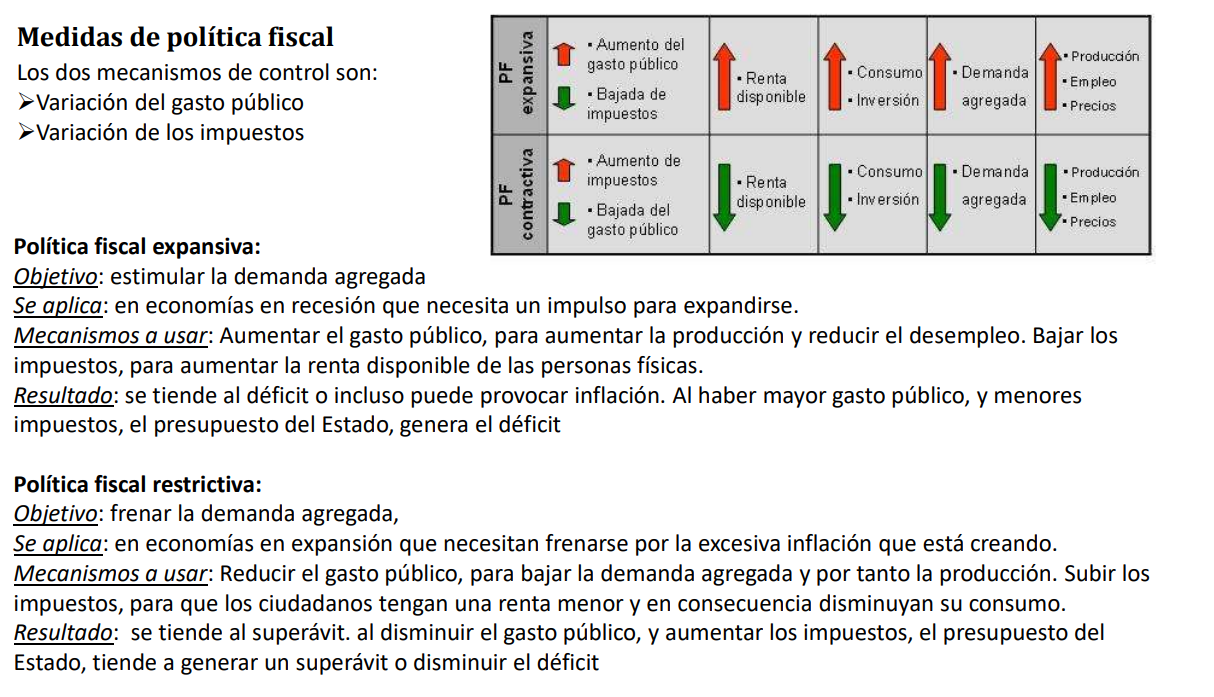 Medidas de política fiscal
Los dos mecanismos de control son:
➢Variación del gasto público
➢Variación de los impuestos
PF
expansiva
▪ Aumento del
gasto público
▪ Bajada de
impuestos
▪ Renta
disponible
▪ Consumo
▪ Inversión
▪ Demanda
agregada
▪ Producción
▪ Empleo
▪ Precios
PF
contractiva
▪ Aumento de
impuestos
▪ Bajada del
gasto público
▪ Renta
disponible
▪ Consumo
▪ Inversión
▪ Demanda
agregada
▪ Producción
▪ Empleo
▪ Precios
Política fiscal expansiva:
Objetivo: estimular la demanda agregada
Se aplica: en economías en recesión que necesita un impulso para expandirse.
Mecanismos a usar: Aumentar el gasto público, para aumentar la producción y reducir el desempleo. Bajar los
impuestos, para aumentar la renta disponible de las personas físicas.
Resultado: se tiende al déficit o incluso puede provocar inflación. Al haber mayor gasto público, y menores
impuestos, el presupuesto del Estado, genera el déficit
Política fiscal restrictiva:
Objetivo: frenar la demanda agregada,
Se aplica: en economías en expansión que necesitan frenarse por la excesiva inflación que está creando.
Mecanismos a usar: Reducir el gasto público, para bajar la demanda agregada y por tanto la producción. Subir los
impuestos, para que los ciudadanos tengan una renta menor y en consecuencia disminuyan su consumo.
Resultado: se tiende al superávit. al disminuir el gasto público, y aumentar los impuestos, el presupuesto del
Estado, tiende a generar un superávit o disminuir el déficit